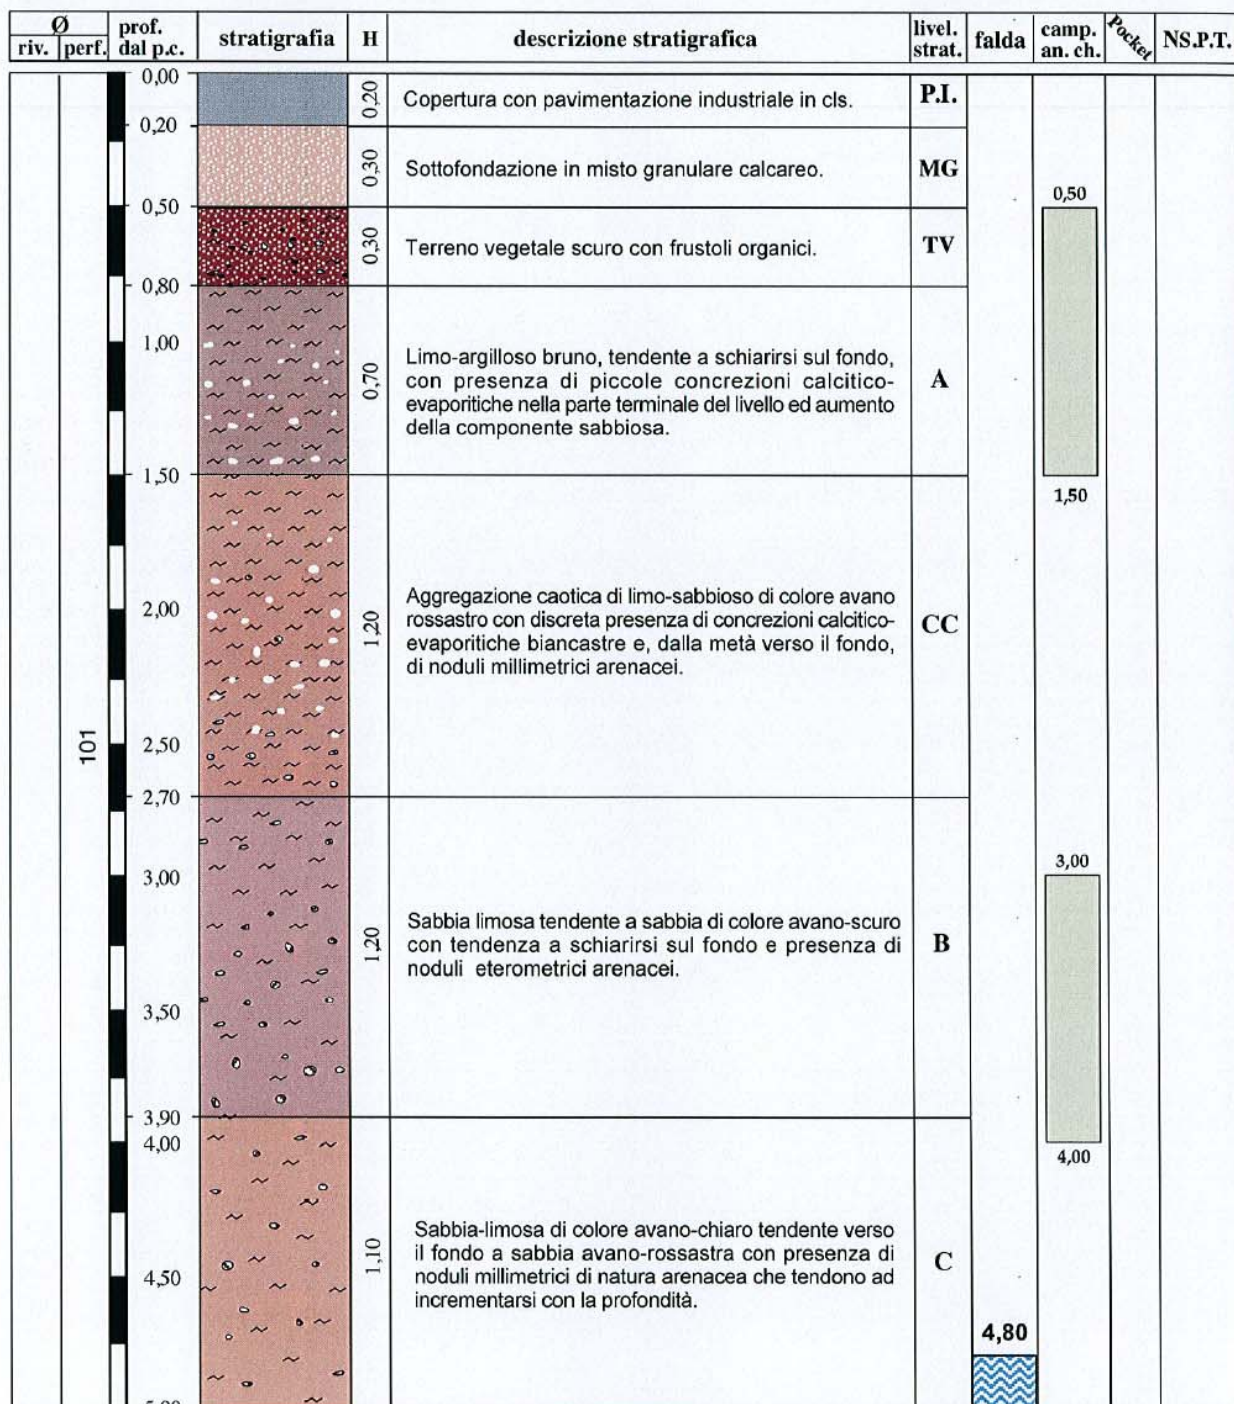 Ø
riv. perf.
prof.
dal p.c.
stratigrafia
H
descrizione stratigrafica
livel.
strat.
falda
camp.
an. ch.
Pocket
NS.P.T.
0,00
0,20
Copertura con pavimentazione industriale in cls.
P.I.
0,20
0,30
Sottofondazione in misto granulare calcareo.
MG
0,50
0,50
0,30
Terreno vegetale scuro con frustoli organici.
TV
0,80
1,00
0,70
Limo-argilloso bruno, tendente a schiarirsi sul fondo,
con presenza di piccole concrezioni calcitico-
evaporitiche nella parte terminale del livello ed aumento
della componente sabbiosa.
A
1,50
1,50
2,00
1,20
Aggregazione caotica di limo-sabbioso di colore avano
rossastro con discreta presenza di concrezioni calcitico-
evaporitiche biancastre e, dalla metà verso il fondo,
di noduli millimetrici arenacei.
CC
101
2,50
2,70
3,00
3,00
1,20
Sabbia limosa tendente a sabbia di colore avano-scuro
con tendenza a schiarirsi sul fondo e presenza di
noduli eterometrici arenacei.
B
3,50
3,90
4,00
4,00
1,10
Sabbia-limosa di colore avano-chiaro tendente verso
il fondo a sabbia avano-rossastra con presenza di
noduli millimetrici di natura arenacea che tendono ad
incrementarsi con la profondità.
C
4,50
4,80